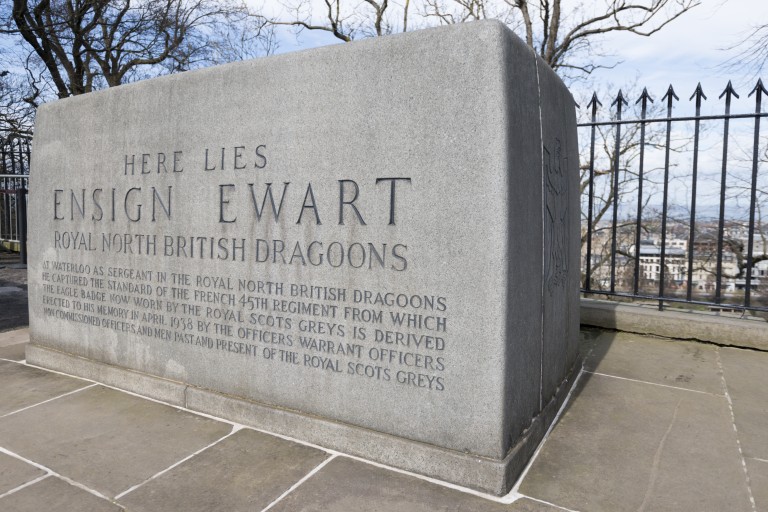 HERE LIES
ENSIGN EWART
ROYAL NORTH BRITISH DRAGOONS
AT WATERLOO AS SERGEANT IN THE ROYAL NORTH BRITISH DRAGOONS
HE CAPTURED THE STANDARD OF THE FRENCH 45TH REGIMENT FROM WHICH
THE EAGLE BADGE NOW WORN BY THE ROYAL SCOTS GREYS IS DERIVED
ERECTED TO HIS MEMORY IN APRIL 1938 BY THE OFFICERS WARRANT OFFICERS
NON COMMISSIONED OFFICERS AND MEN PAST AND PRESENT OF THE ROYAL SCOTS GREYS